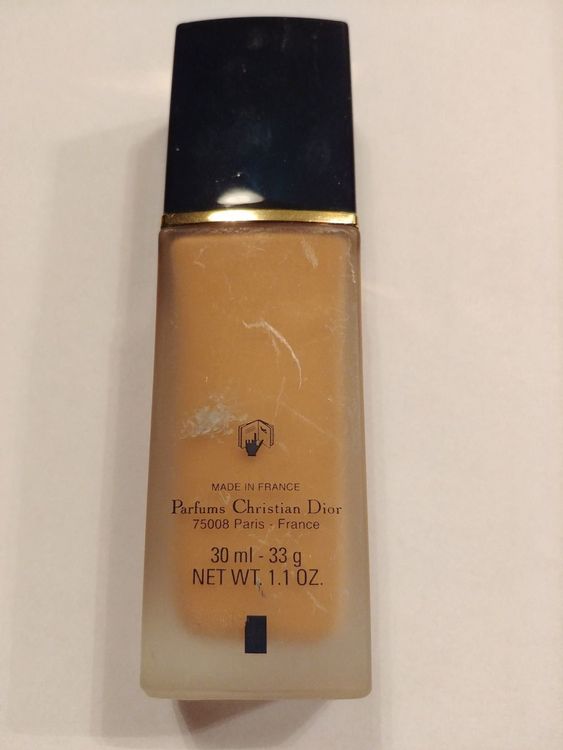 MADE IN FRANCE
Parfums Christian Dior
75008 Paris - France
30 ml - 33 g
NET WT. 1.1 OZ.